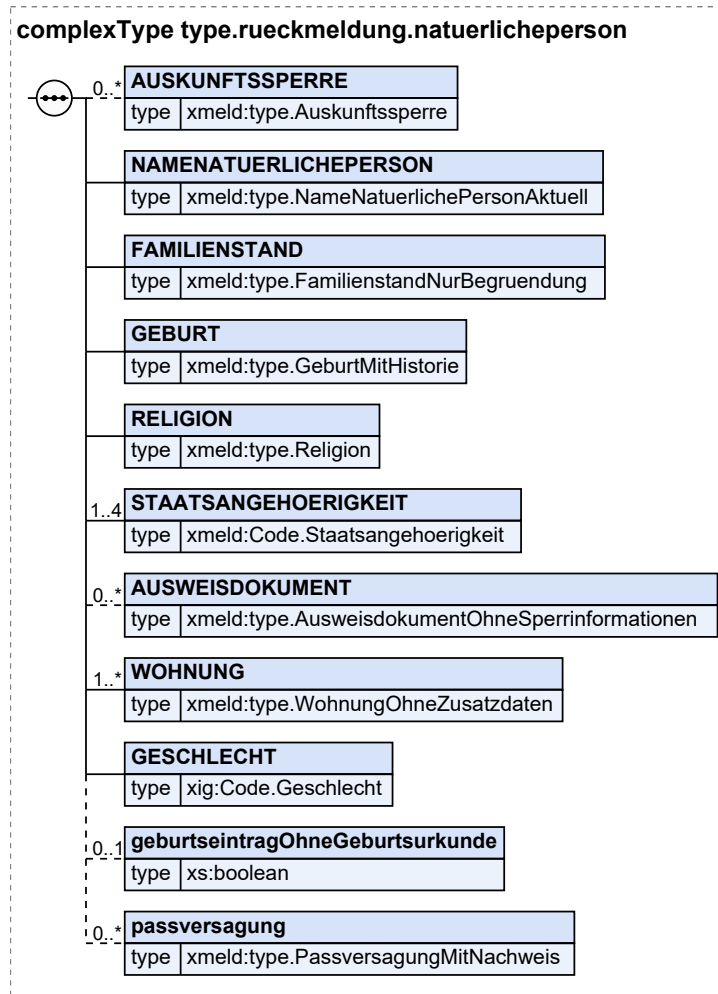 complexType type.rueckmeldung.natuerlicheperson
0..* AUSKUNFTSSPERRE
type xmeld:type.Auskunftssperre
NAMENATUERLICHEPERSON
type xmeld:type.NameNatuerlichePersonAktuell
FAMILIENSTAND
type xmeld:type.FamilienstandNurBegruendung
GEBURT
type xmeld:type.GeburtMitHistorie
RELIGION
type xmeld:type.Religion
1..4 STAATSANGEHOERIGKEIT
type xmeld:Code.Staatsangehoerigkeit
0..* AUSWEISDOKUMENT
type xmeld:type.AusweisdokumentOhneSperrinformationen
1..* WOHNUNG
type xmeld:type.WohnungOhneZusatzdaten
GESCHLECHT
type xig:Code.Geschlecht
0..1 geburtseintragOhneGeburtsurkunde
type xs:boolean
0..* passversagung
type xmeld:type.PassversagungMitNachweis